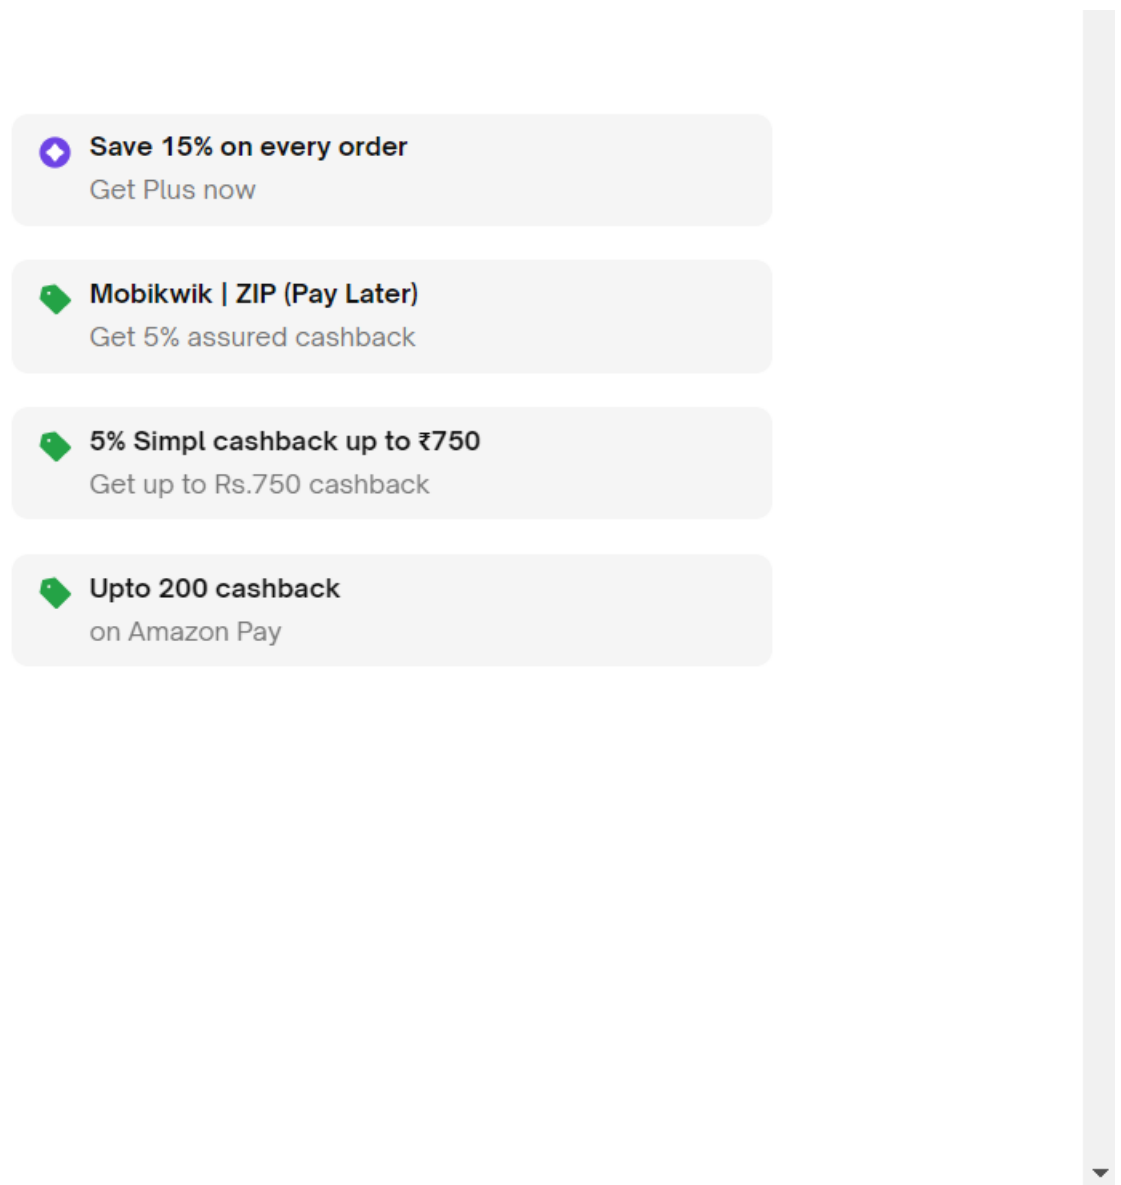 Save 15% on every order
Get Plus now
Mobikwik | ZIP (Pay Later)
Get 5% assured cashback
5% Simpl cashback up to ₹750
Get up to Rs.750 cashback
Upto 200 cashback
on Amazon Pay